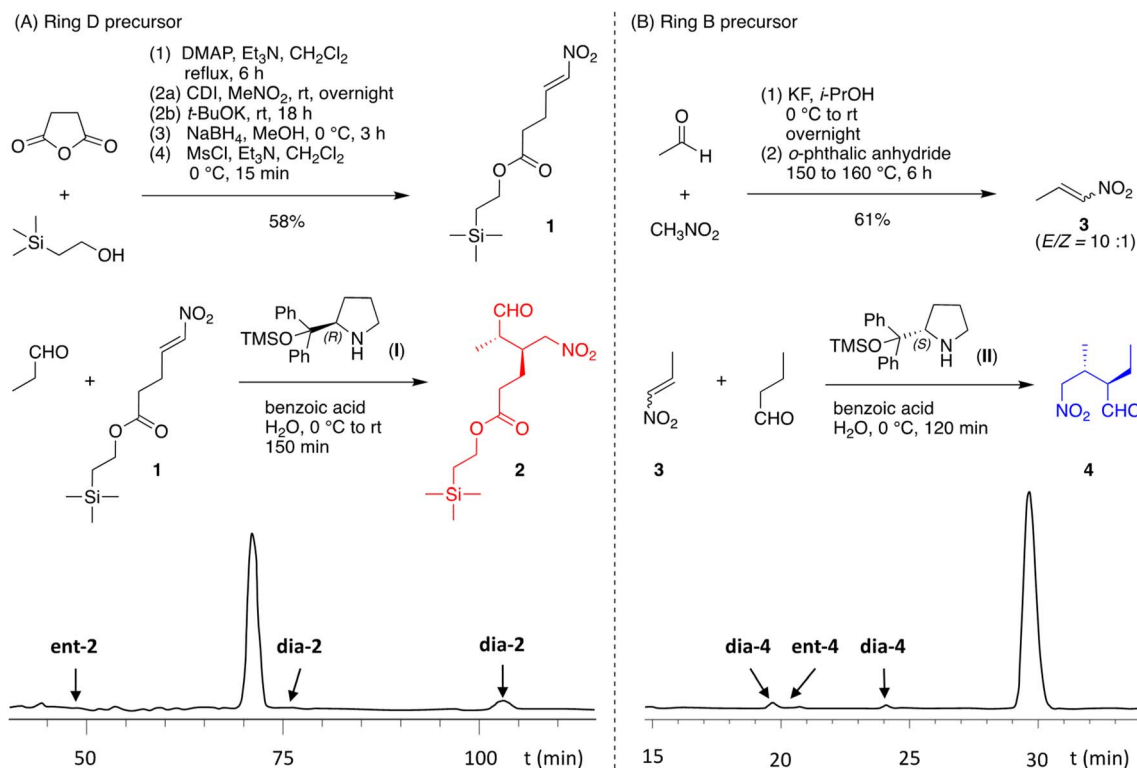 (A) Ring D precursor
(1) DMAP, Et₃N, CH₂Cl₂
reflux, 6 h
(2a) CDI, MeNO₂, rt, overnight
(2b) t-BuOK, rt, 18 h
(3) NaBH₄, MeOH, 0 °C, 3 h
(4) MsCl, Et₃N, CH₂Cl₂
0 °C, 15 min
58%
O
O
O
+
Si
OH
NO₂
O
O
Si
1
CHO
+
NO₂
O
O
Si
1
Ph
TMSO
Ph
(R)
NH
(I)
benzoic acid
H₂O, 0 °C to rt
150 min
CHO
NO₂
O
O
Si
2
ent-2
dia-2
dia-2
50
75
100
t (min)
(B) Ring B precursor
O
H
+
CH₃NO₂
(1) KF, i-PrOH
0 °C to rt
overnight
(2) o-phthalic anhydride
150 to 160 °C, 6 h
61%
NO₂
3
(E/Z = 10 :1)
NO₂
3
+
CHO
Ph
TMSO
Ph
(S)
NH
(II)
benzoic acid
H₂O, 0 °C, 120 min
NO₂
CHO
4
dia-4
ent-4
dia-4
15
20
25
30
t (min)